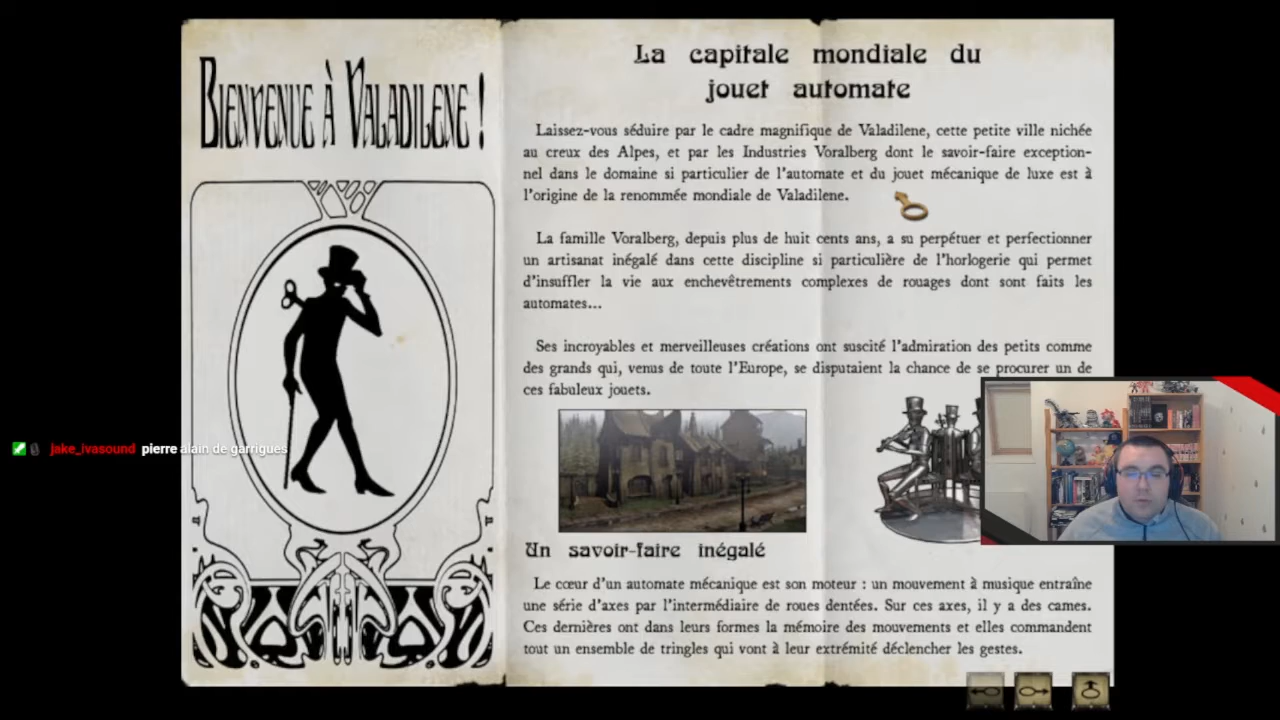 Bienvenue à Valadilene !
La capitale mondiale du
jouet automate
Laissez-vous séduire par le cadre magnifique de Valadilene, cette petite ville nichée
au creux des Alpes, et par les Industries Voralberg dont le savoir-faire exception-
nel dans le domaine si particulier de l'automate et du jouet mécanique de luxe est à
l'origine de la renommée mondiale de Valadilene.
La famille Voralberg, depuis plus de huit cents ans, a su perpétuer et perfectionner
un artisanat inégalé dans cette discipline si particulière de l'horlogerie qui permet
d'insuffler la vie aux enchevêtrements complexes de rouages dont sont faits les
automates...
Ses incroyables et merveilleuses créations ont suscité l'admiration des petits comme
des grands qui, venus de toute l'Europe, se disputaient la chance de se procurer un de
ces fabuleux jouets.
jake_ivasound pierre alain de garrigues
Un savoir-faire inégalé
Le cœur d'un automate mécanique est son moteur : un mouvement à musique entraîne
une série d'axes par l'intermédiaire de roues dentées. Sur ces axes, il y a des cames.
Ces dernières ont dans leurs formes la mémoire des mouvements et elles commandent
tout un ensemble de tringles qui vont à leur extrémité déclencher les gestes.